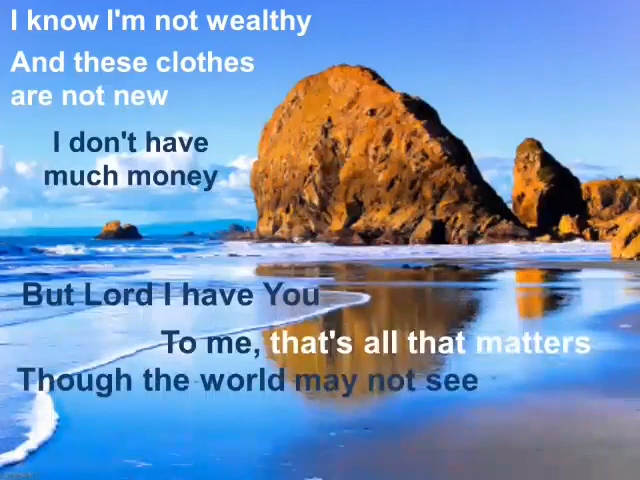 I know I'm not wealthy
And these clothes
are not new
I don't have
much money
But Lord I have You
To me, that's all that matters
Though the world may not see